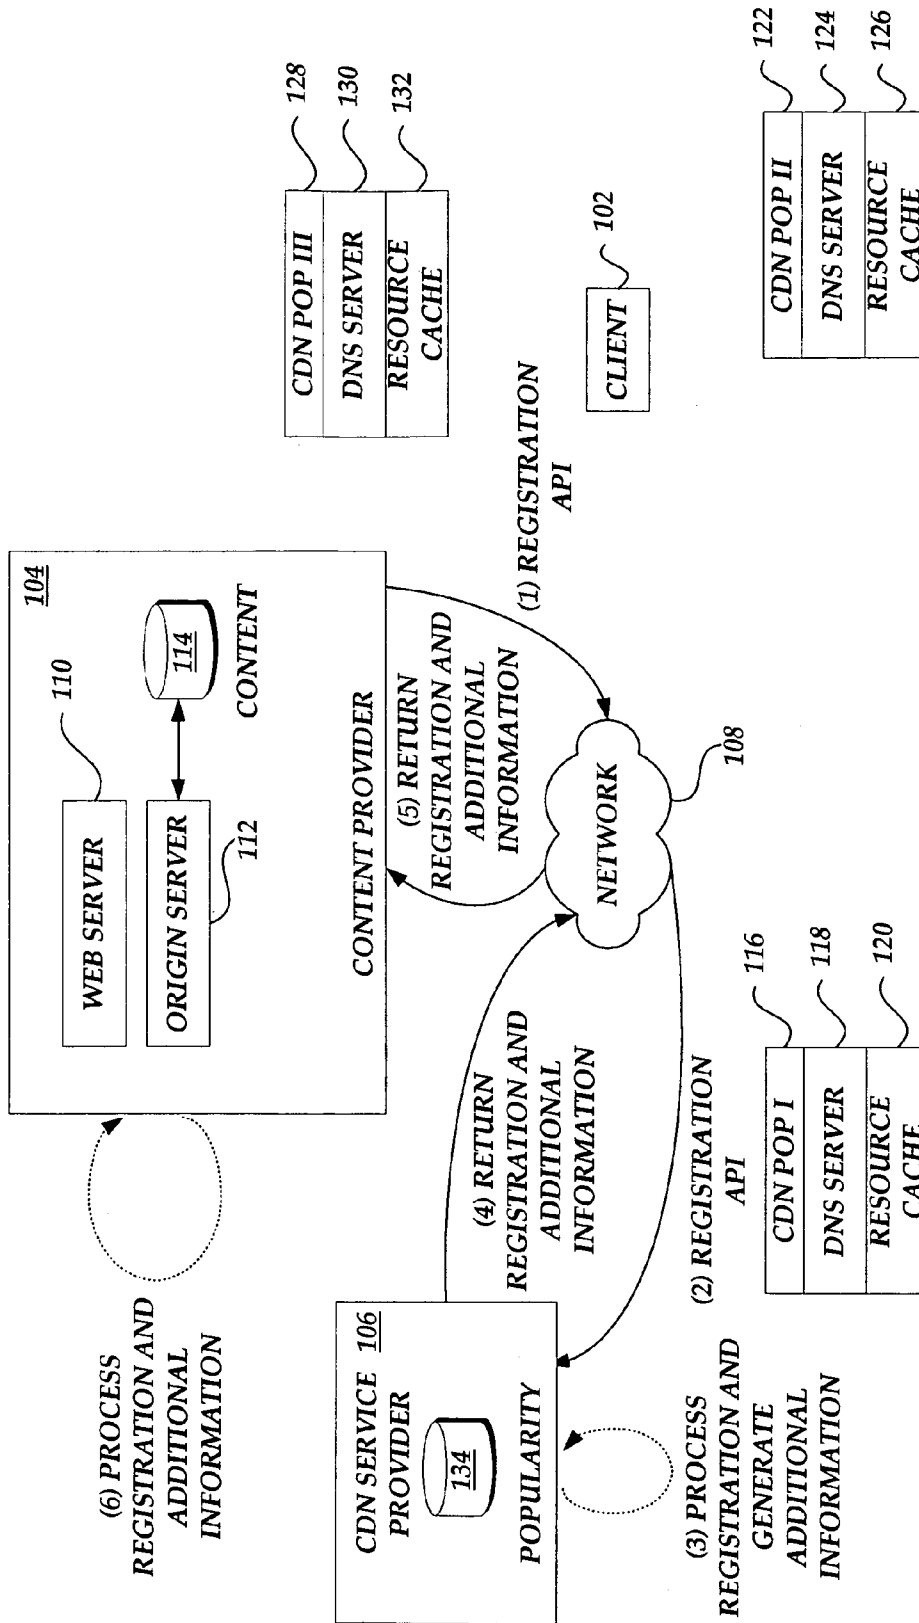 (6) PROCESS
REGISTRATION AND
ADDITIONAL
INFORMATION
104
WEB SERVER
110
ORIGIN SERVER
112
114
CONTENT
CONTENT PROVIDER
CDN SERVICE
PROVIDER
106
134
POPULARITY
(3) PROCESS
REGISTRATION AND
GENERATE
ADDITIONAL
INFORMATION
(4) RETURN
REGISTRATION AND
ADDITIONAL
INFORMATION
(5) RETURN
REGISTRATION AND
ADDITIONAL
INFORMATION
(1) REGISTRATION
API
(2) REGISTRATION
API
NETWORK
108
CDN POP III
128
DNS SERVER
130
RESOURCE
CACHE
132
CLIENT
102
CDN POP I
116
DNS SERVER
118
RESOURCE
CACHE
120
CDN POP II
122
DNS SERVER
124
RESOURCE
CACHE
126